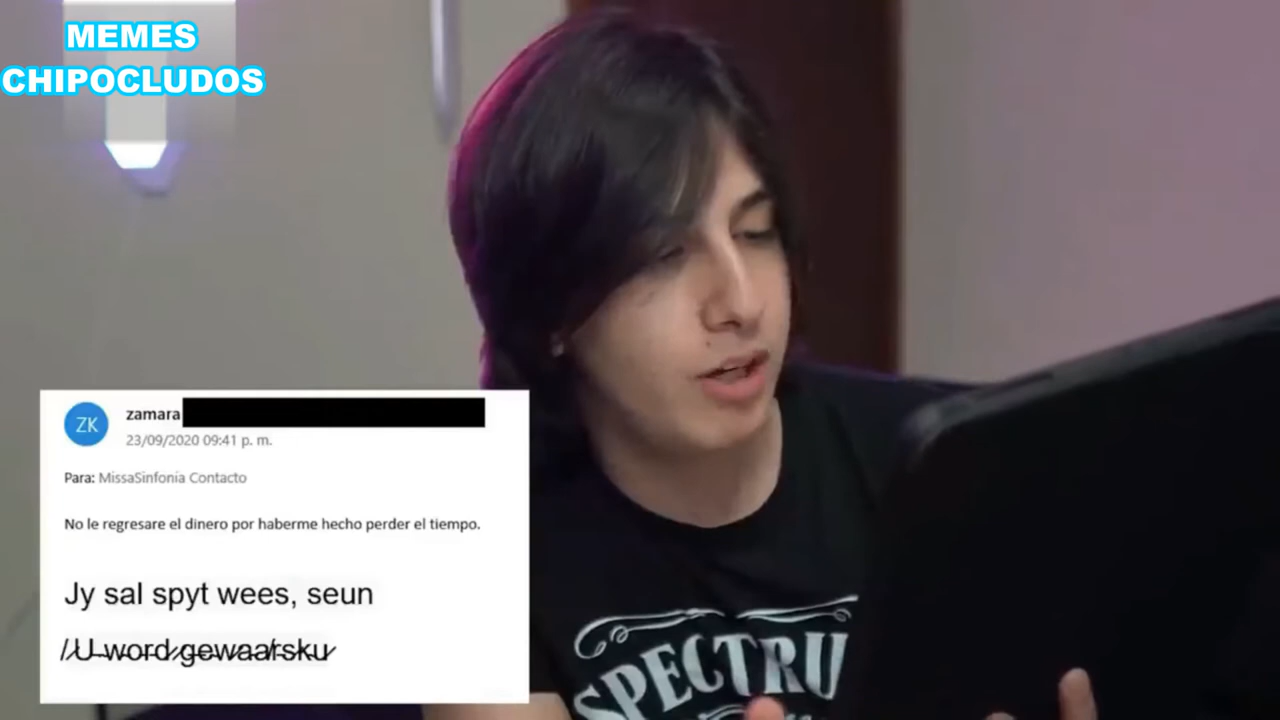 MEMES
CHIPOCLUDOS
ZK
zamara
23/09/2020 09:41 p. m.
Para: MissaSinfonía Contacto
No le regresare el dinero por haberme hecho perder el tiempo.
Jy sal spyt wees, seun
U word gewaarsku
SPECTRU